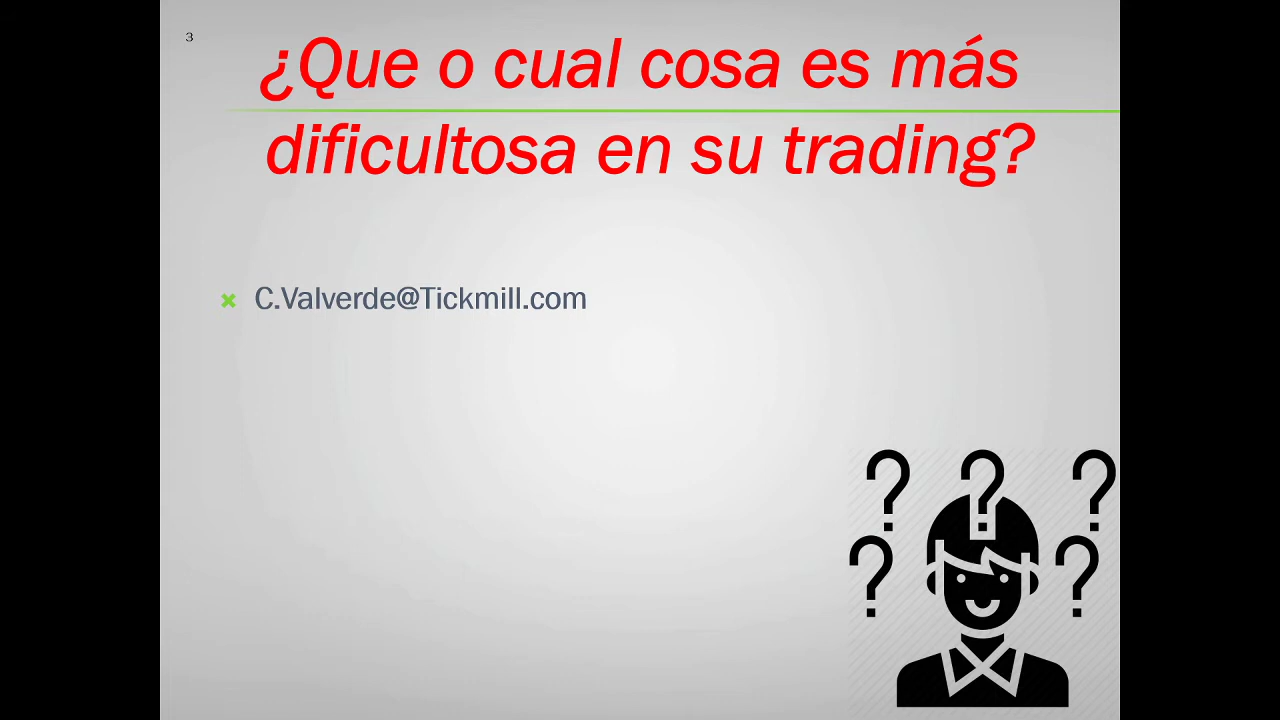 3
¿Que o cual cosa es más
dificultosa en su trading?
C.Valverde@Tickmill.com
? ? ?
? ?